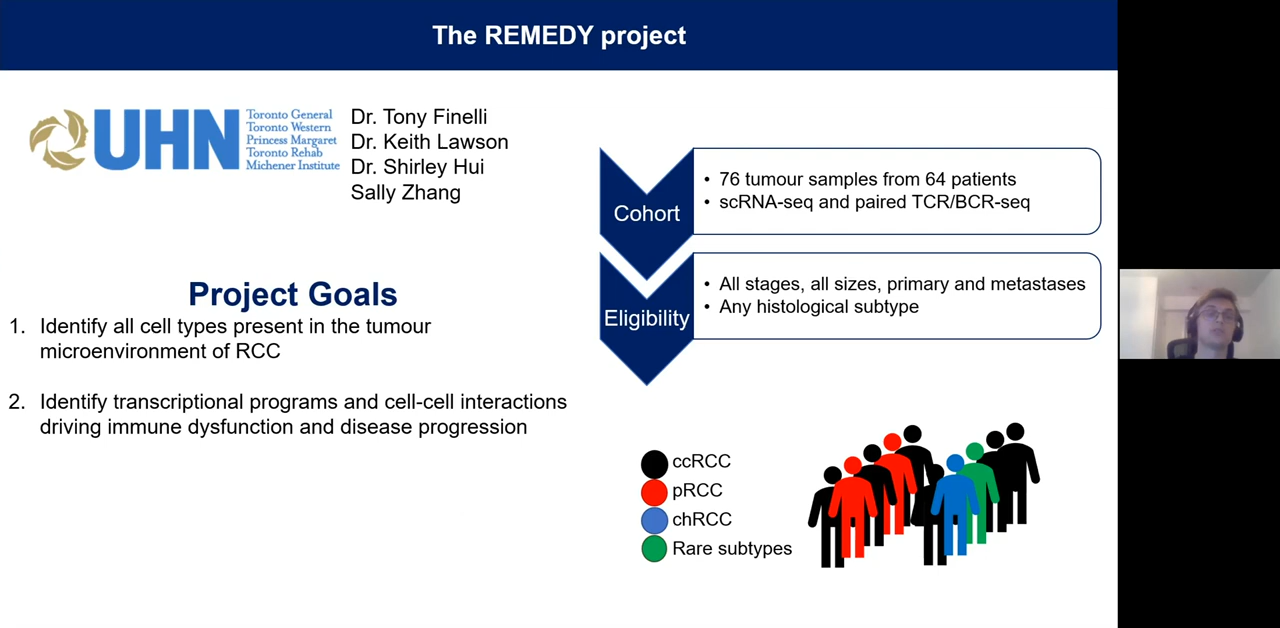 The REMEDY project
UHN
Toronto General
Toronto Western
Princess Margaret
Toronto Rehab
Michener Institute
Dr. Tony Finelli
Dr. Keith Lawson
Dr. Shirley Hui
Sally Zhang
Project Goals
1. Identify all cell types present in the tumour
microenvironment of RCC
2. Identify transcriptional programs and cell-cell interactions
driving immune dysfunction and disease progression
Cohort
• 76 tumour samples from 64 patients
• scRNA-seq and paired TCR/BCR-seq
Eligibility
• All stages, all sizes, primary and metastases
• Any histological subtype
ccRCC
pRCC
chRCC
Rare subtypes